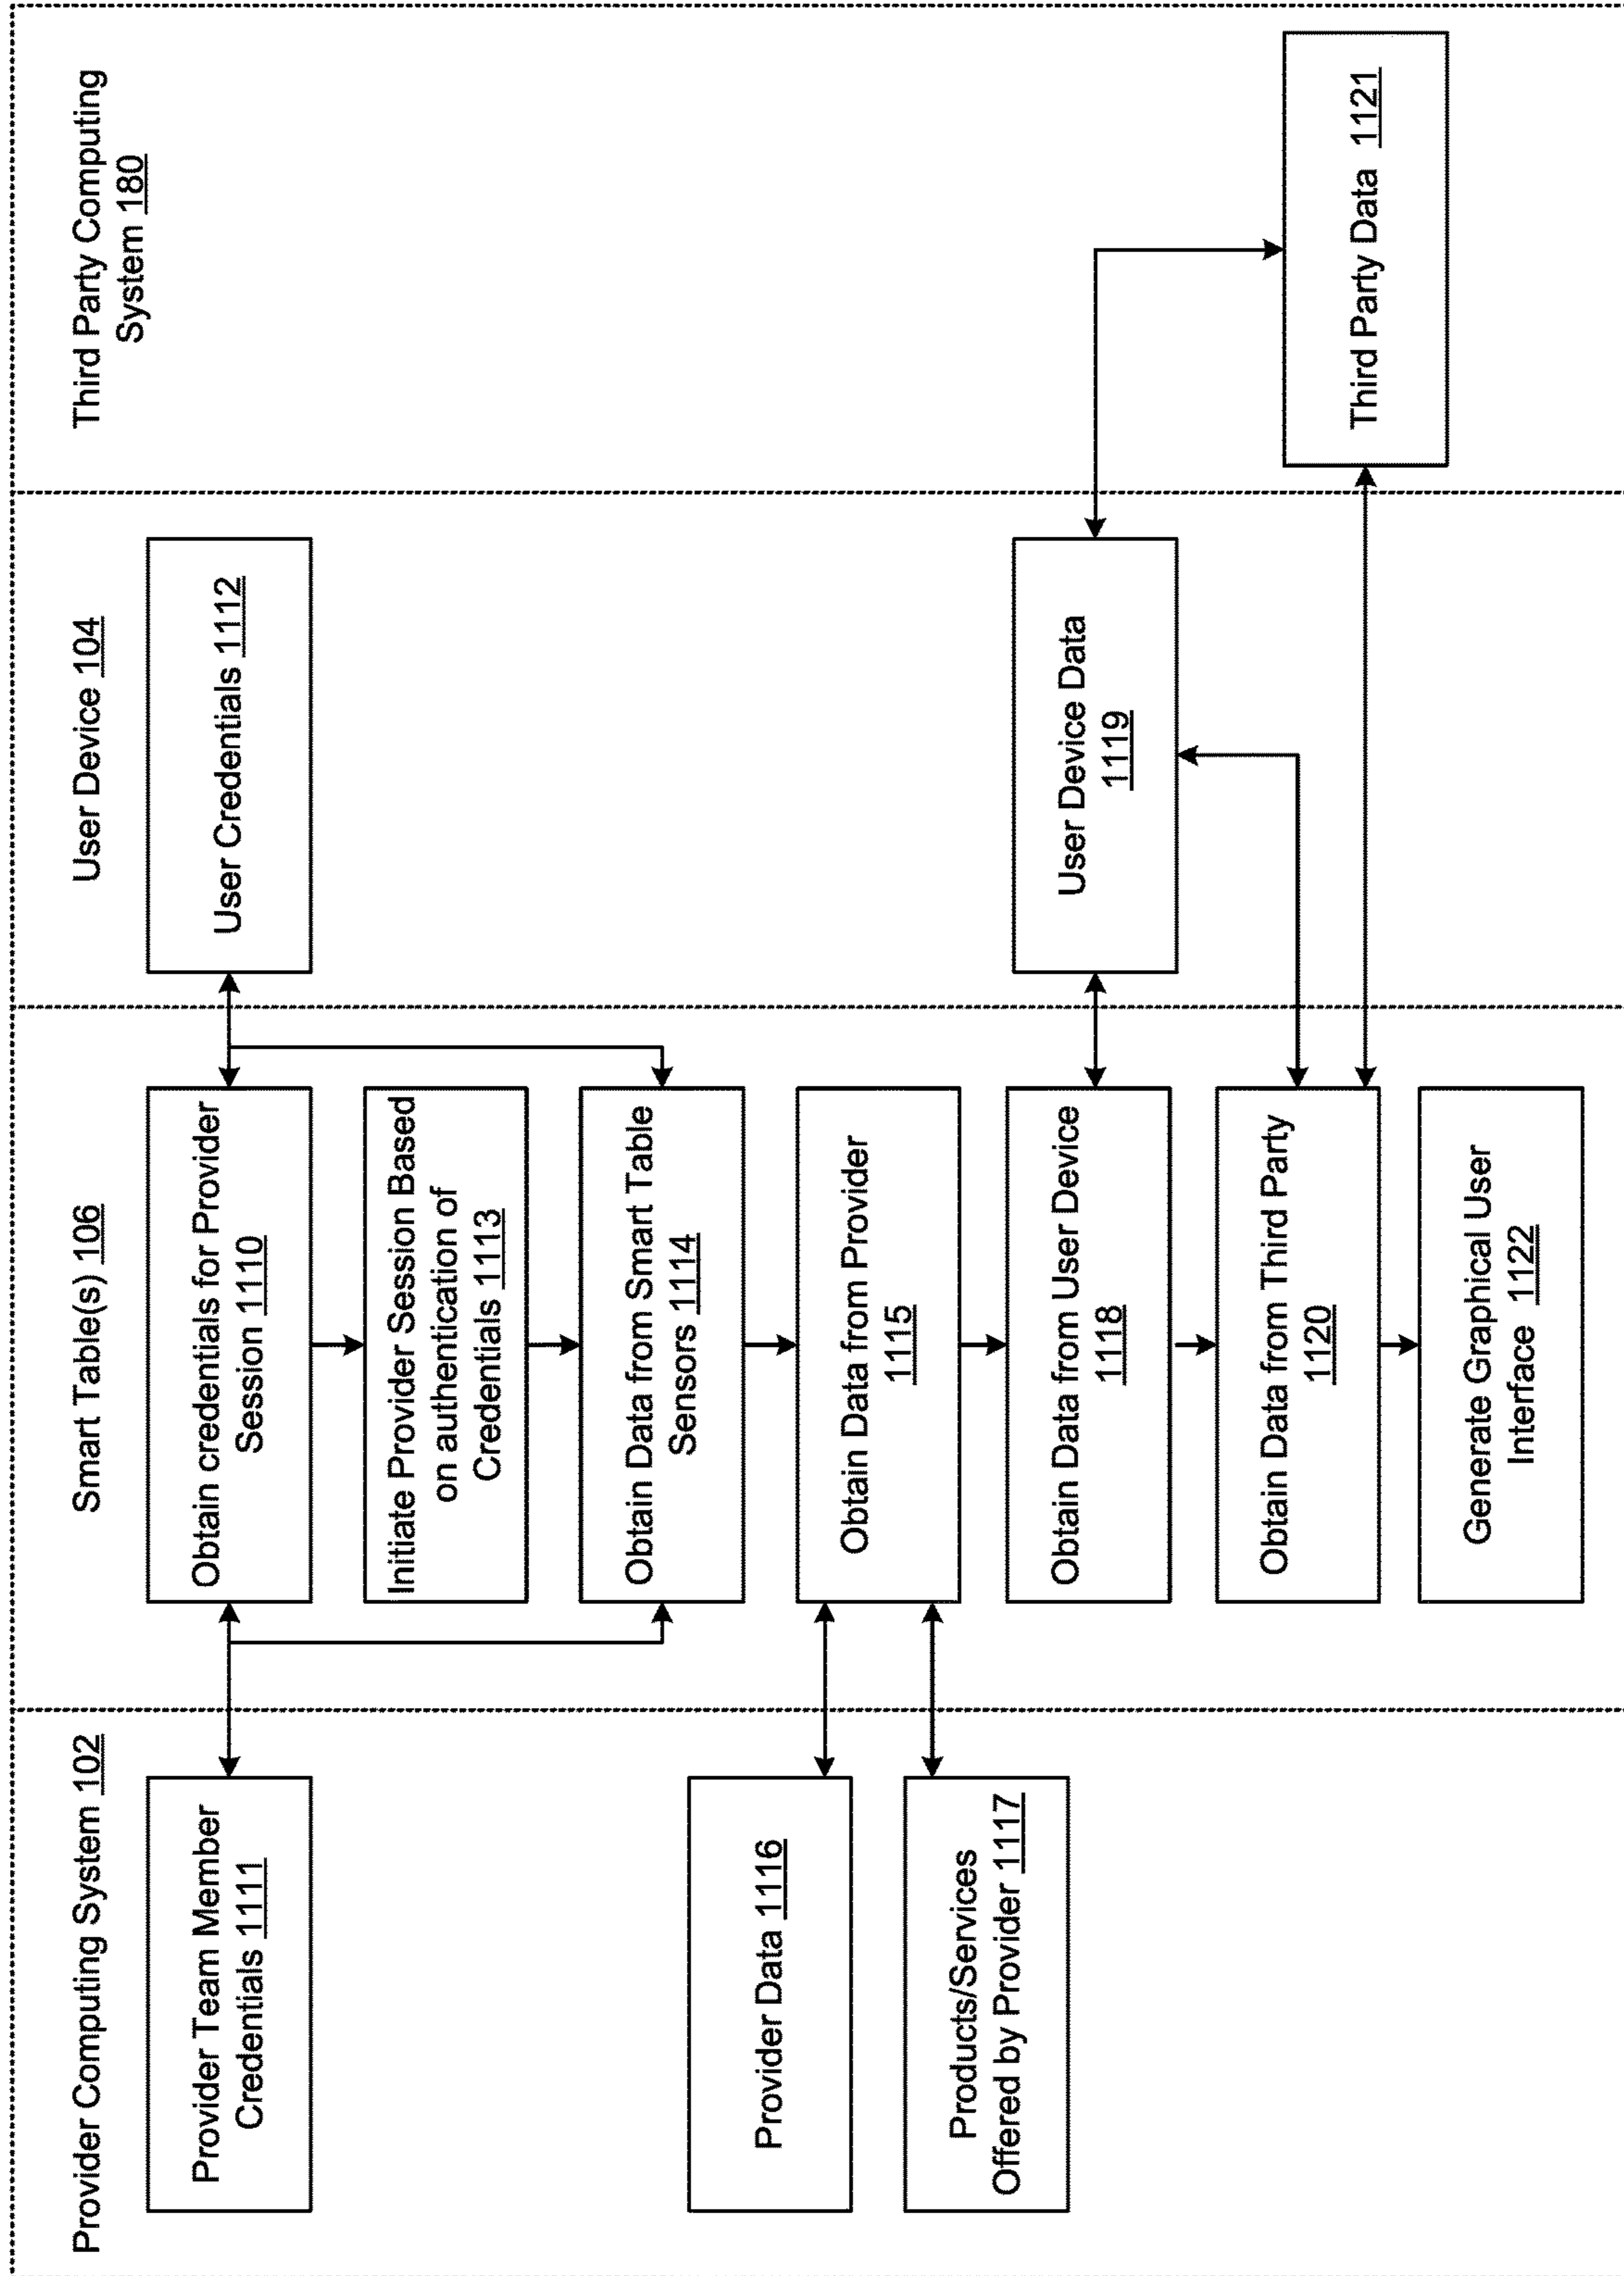 Provider Computing System 102
Provider Team Member
Credentials 1111
Provider Data 1116
Products/Services
Offered by Provider 1117
Smart Table(s) 106
Obtain credentials for Provider
Session 1110
Initiate Provider Session Based
on authentication of
Credentials 1113
Obtain Data from Smart Table
Sensors 1114
Obtain Data from Provider
1115
Obtain Data from User Device
1118
Obtain Data from Third Party
1120
Generate Graphical User
Interface 1122
User Device 104
User Credentials 1112
User Device Data
1119
Third Party Computing
System 180
Third Party Data 1121